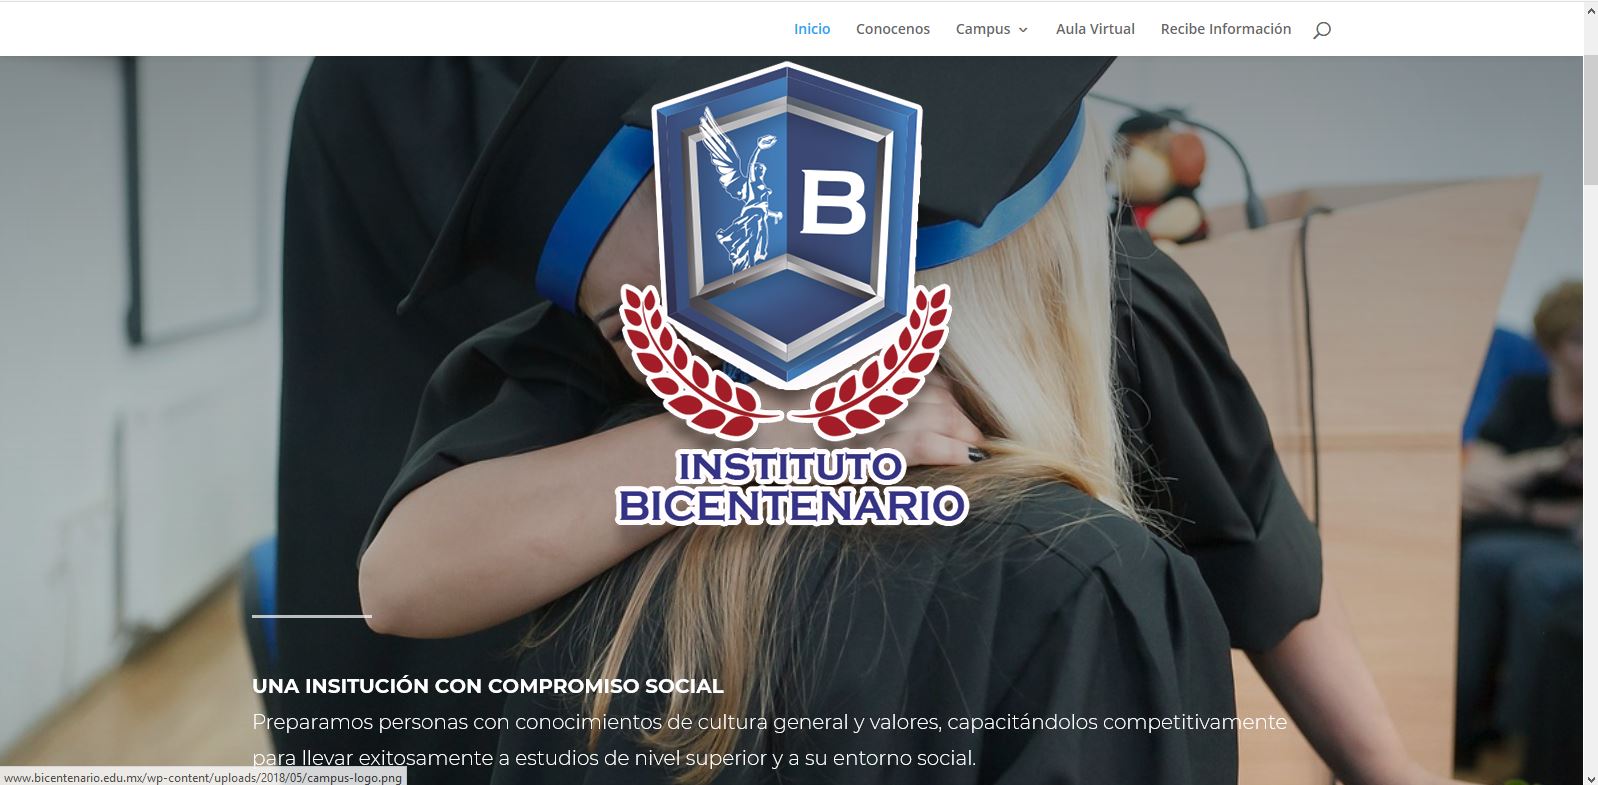 Inicio Conocenos Campus Aula Virtual Recibe Información
B
INSTITUTO
BICENTENARIO
UNA INSITUCIÓN CON COMPROMISO SOCIAL
Preparamos personas con conocimientos de cultura general y valores, capacitándolos competitivamente
para llevar exitosamente a estudios de nivel superior y a su entorno social.
www.bicentenario.edu.mx/wp-content/uploads/2018/05/campus-logo.png